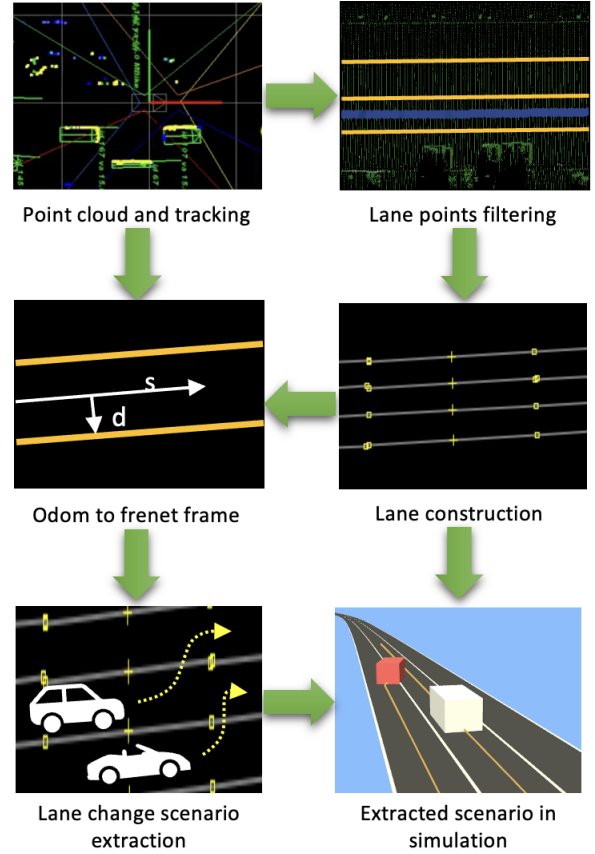 Point cloud and tracking
Lane points filtering
s
d
Odom to frenet frame
Lane construction
Lane change scenario
extraction
Extracted scenario in
simulation